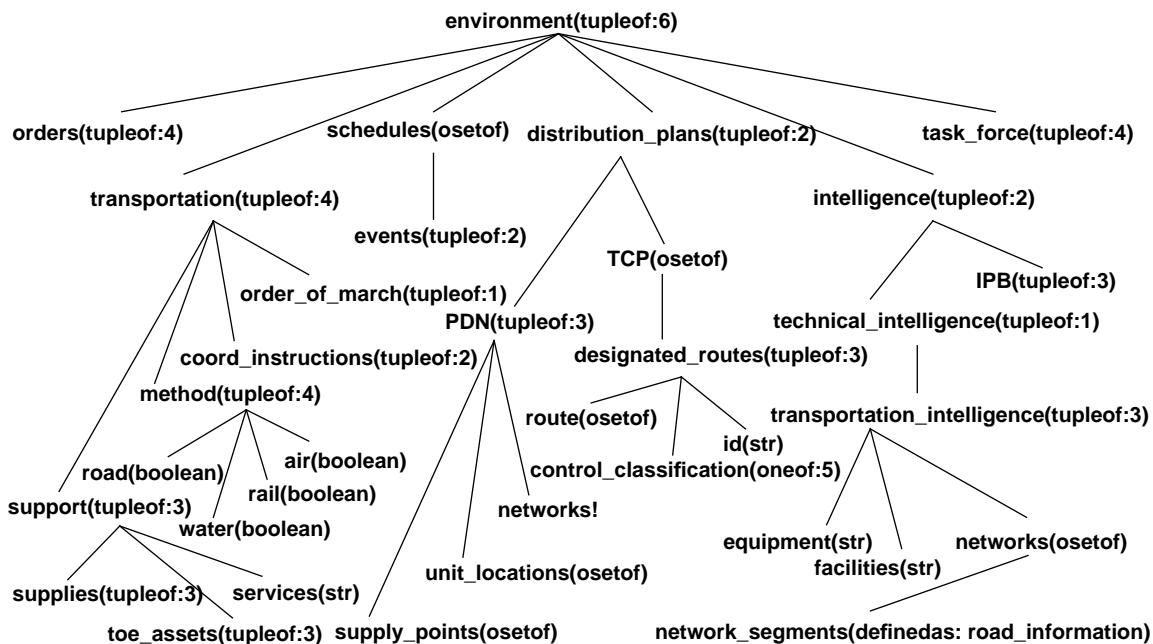 environment(tupleof:6)
orders(tupleof:4)
schedules(osetof)
distribution_plans(tupleof:2)
task_force(tupleof:4)
transportation(tupleof:4)
intelligence(tupleof:2)
events(tupleof:2)
TCP(osetof)
IPB(tupleof:3)
order_of_march(tupleof:1)
PDN(tupleof:3)
technical_intelligence(tupleof:1)
coord_instructions(tupleof:2)
designated_routes(tupleof:3)
method(tupleof:4)
route(osetof)
transportation_intelligence(tupleof:3)
id(str)
air(boolean)
road(boolean)
control_classification(oneof:5)
rail(boolean)
support(tupleof:3)
networks!
water(boolean)
equipment(str)
networks(osetof)
facilities(str)
unit_locations(osetof)
supplies(tupleof:3)
services(str)
toe_assets(tupleof:3)
supply_points(osetof)
network_segments(definedas: road_information)